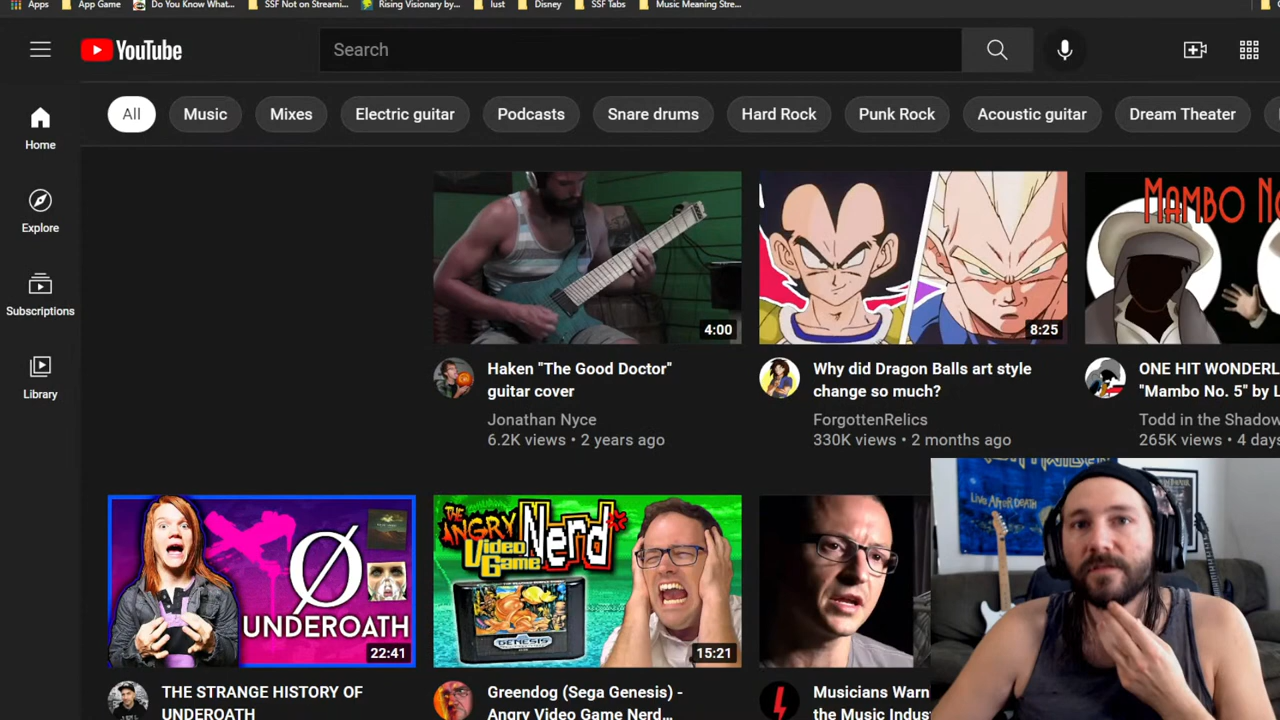 Apps App Game Do You Know What... SSF Not on Streami... Rising Visionary by... lust Disney SSF Tabs Music Meaning Stre...
YouTube
Search
All Music Mixes Electric guitar Podcasts Snare drums Hard Rock Punk Rock Acoustic guitar Dream Theater
Home
Explore
Subscriptions
Library
4:00
Haken "The Good Doctor"
guitar cover
Jonathan Nyce
6.2K views • 2 years ago
8:25
Why did Dragon Balls art style
change so much?
ForgottenRelics
330K views • 2 months ago
MAMBO NO
ONE HIT WONDERL
"Mambo No. 5" by L
Todd in the Shadow
265K views • 4 days
Ø
UNDEROATH
22:41
THE STRANGE HISTORY OF
UNDEROATH
THE
ANGRY
Video
Game
Nerd
GENESIS
15:21
Greendog (Sega Genesis) -
Angry Video Game Nerd...
Musicians Warn
the Music Indus
LIVE AFTER DEATH